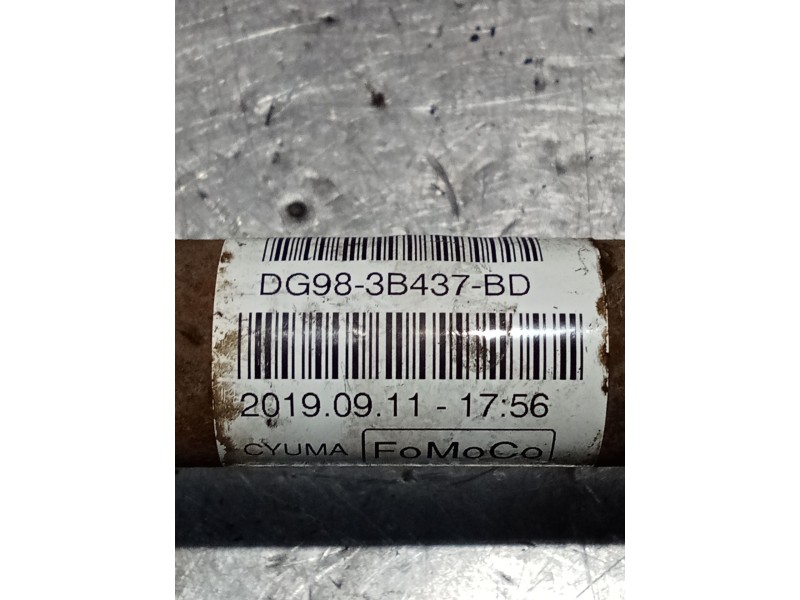 DG98-3B437-BD
2019.09.11 - 17:56
CYUMA FoMoCo